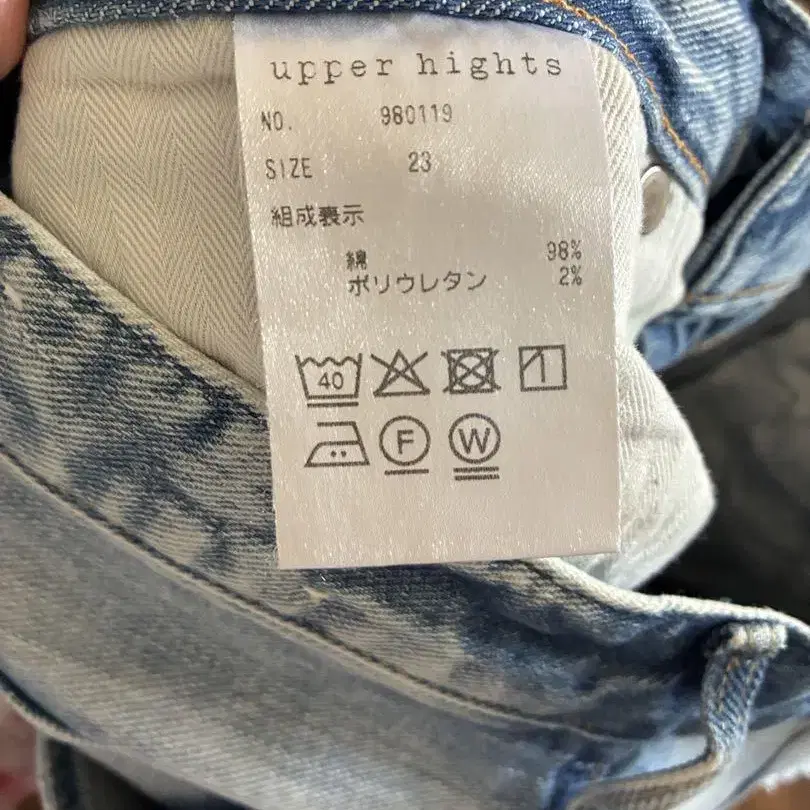 upper hights
NO. 980119
SIZE 23
組成表示
綿 98%
ポリウレタン 2%
40
F W